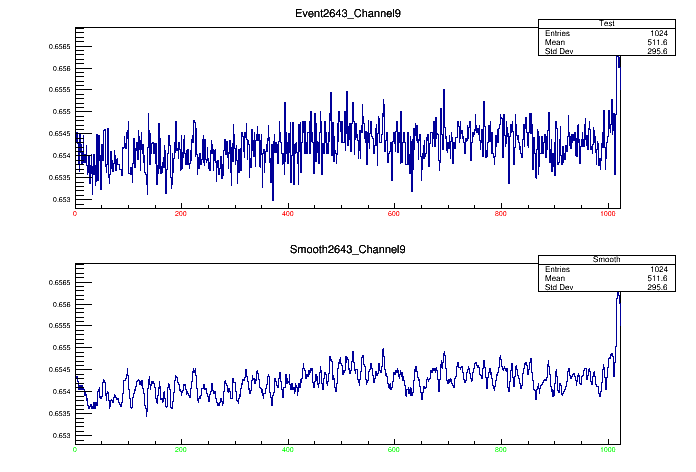 Event2643_Channel9
Test
Entries 1024
Mean 511.6
Std Dev 295.6
0.6565
0.656
0.6555
0.655
0.6545
0.654
0.6535
0.653
0 200 400 600 800 1000
Smooth2643_Channel9
Smooth
Entries 1024
Mean 511.6
Std Dev 295.6
0.6565
0.656
0.6555
0.655
0.6545
0.654
0.6535
0.653
0 200 400 600 800 1000